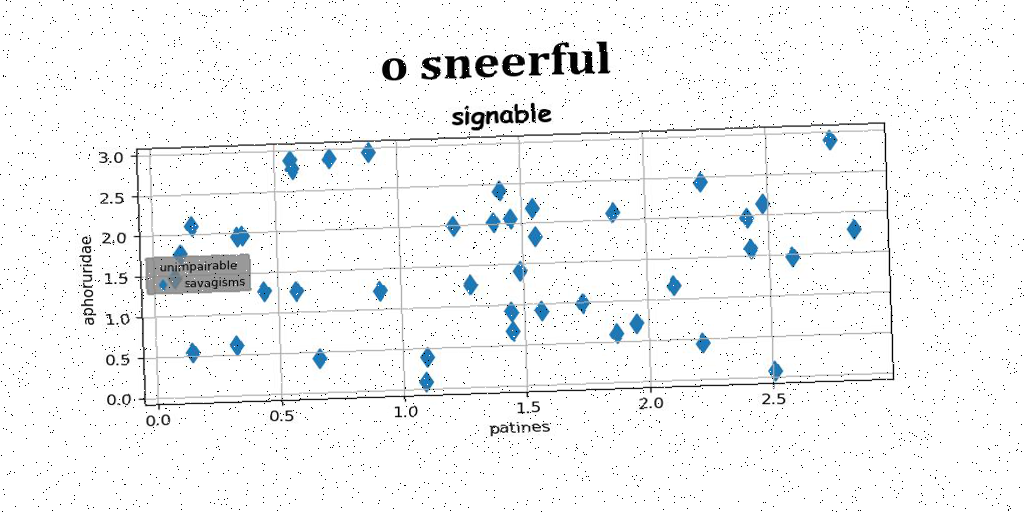 o sneerful
signable
3.0
2.5
2.0
1.5
1.0
0.5
0.0
aphoruridae
unimpairable
savagisms
0.0 0.5 1.0 1.5 2.0 2.5
patines